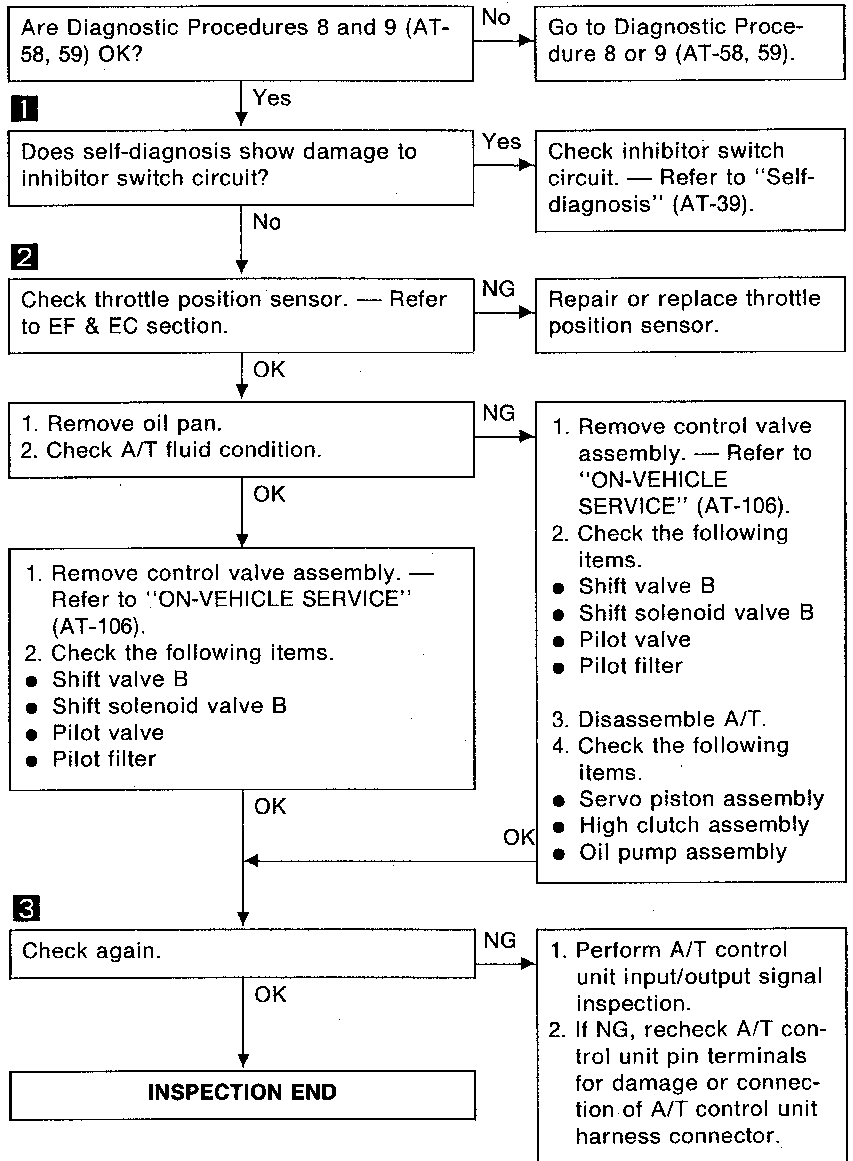 Are Diagnostic Procedures 8 and 9 (AT-
58, 59) OK?
No
Go to Diagnostic Proce-
dure 8 or 9 (AT-58, 59).
Yes
1
Does self-diagnosis show damage to
inhibitor switch circuit?
Yes
Check inhibitor switch
circuit. — Refer to "Self-
diagnosis" (AT-39).
No
2
Check throttle position sensor. — Refer
to EF & EC section.
NG
Repair or replace throttle
position sensor.
OK
1. Remove oil pan.
2. Check A/T fluid condition.
NG
1. Remove control valve
assembly. — Refer to
"ON-VEHICLE
SERVICE" (AT-106).
2. Check the following
items.
● Shift valve B
● Shift solenoid valve B
● Pilot valve
● Pilot filter
3. Disassemble A/T.
4. Check the following
items.
● Servo piston assembly
● High clutch assembly
● Oil pump assembly
OK
1. Remove control valve assembly. —
Refer to "ON-VEHICLE SERVICE"
(AT-106).
2. Check the following items.
● Shift valve B
● Shift solenoid valve B
● Pilot valve
● Pilot filter
OK
OK
3
Check again.
NG
1. Perform A/T control
unit input/output signal
inspection.
2. If NG, recheck A/T con-
trol unit pin terminals
for damage or connec-
tion of A/T control unit
harness connector.
OK
INSPECTION END